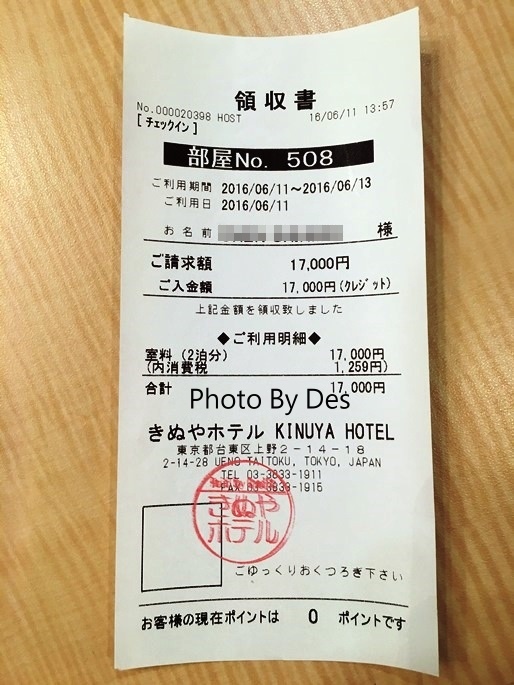 領収書
No.000020398 HOST 16/06/11 13:57
[チェックイン]
部屋No. 508
ご利用期間 2016/06/11～2016/06/13
ご利用日 2016/06/11
お名前 様
ご請求額 17,000円
ご入金額 17,000円(クレジット)
上記金額を領収致しました
◆ご利用明細◆
室料 (2泊分) 17,000円
(内消費税 1,259円)
合計 17,000円
Photo By Des
きぬやホテル KINUYA HOTEL
東京都台東区上野2-14-18
2-14-28 UENO TAITOKU, TOKYO, JAPAN
TEL 03-3833-1911
FAX 03-3833-1915
きぬや
ホテル
ごゆっくりおくつろぎ下さい
お客様の現在ポイントは 0 ポイントです